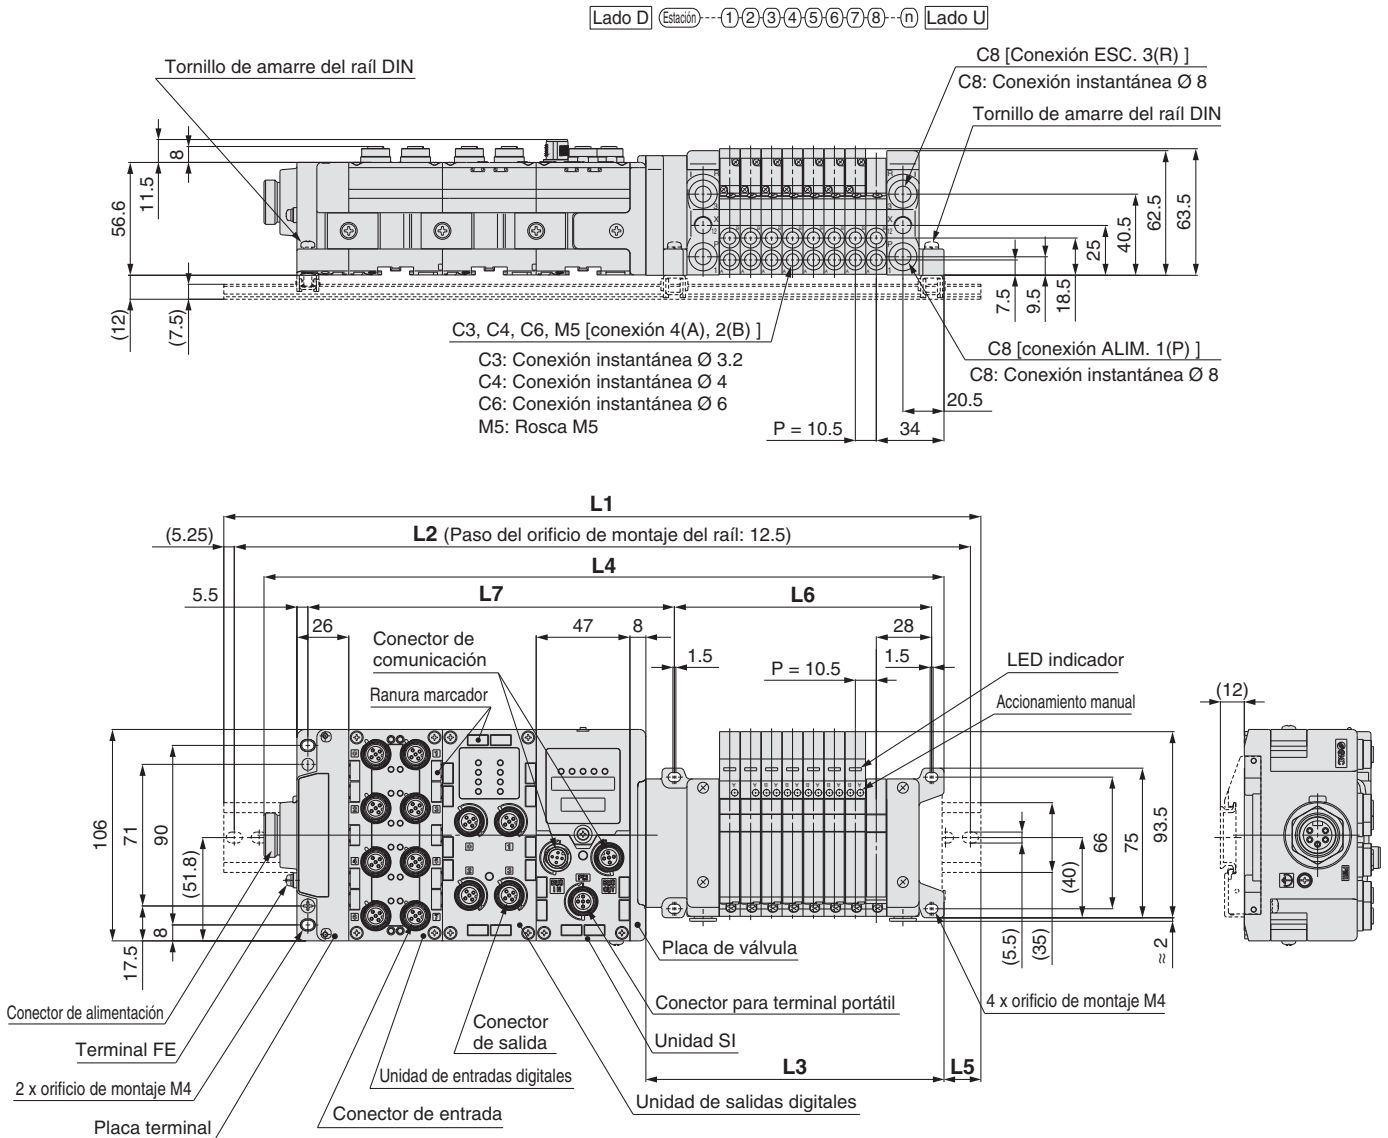 Lado D Estación 1 2 3 4 5 6 7 8 n Lado U
Tornillo de amarre del raíl DIN
C8 [Conexión ESC. 3(R) ]
C8: Conexión instantánea Ø 8
Tornillo de amarre del raíl DIN
56.6
11.5
8
(12)
(7.5)
7.5
9.5
18.5
25
40.5
62.5
63.5
C3, C4, C6, M5 [conexión 4(A), 2(B) ]
C3: Conexión instantánea Ø 3.2
C4: Conexión instantánea Ø 4
C6: Conexión instantánea Ø 6
M5: Rosca M5
C8 [conexión ALIM. 1(P) ]
C8: Conexión instantánea Ø 8
20.5
P = 10.5
34
L1
(5.25)
L2 (Paso del orificio de montaje del raíl: 12.5)
L4
5.5
L7
L6
26
Conector de
comunicación
47
8
28
1.5
P = 10.5
1.5
LED indicador
Ranura marcador
Accionamiento manual
(12)
106
71
90
(51.8)
17.5
8
(5.5)
(35)
(40)
66
75
93.5
≈ 2
Placa de válvula
Conector de alimentación
Conector para terminal portátil
4 x orificio de montaje M4
Terminal FE
Conector
de salida
Unidad SI
2 x orificio de montaje M4
Unidad de entradas digitales
L3
L5
Placa terminal
Conector de entrada
Unidad de salidas digitales